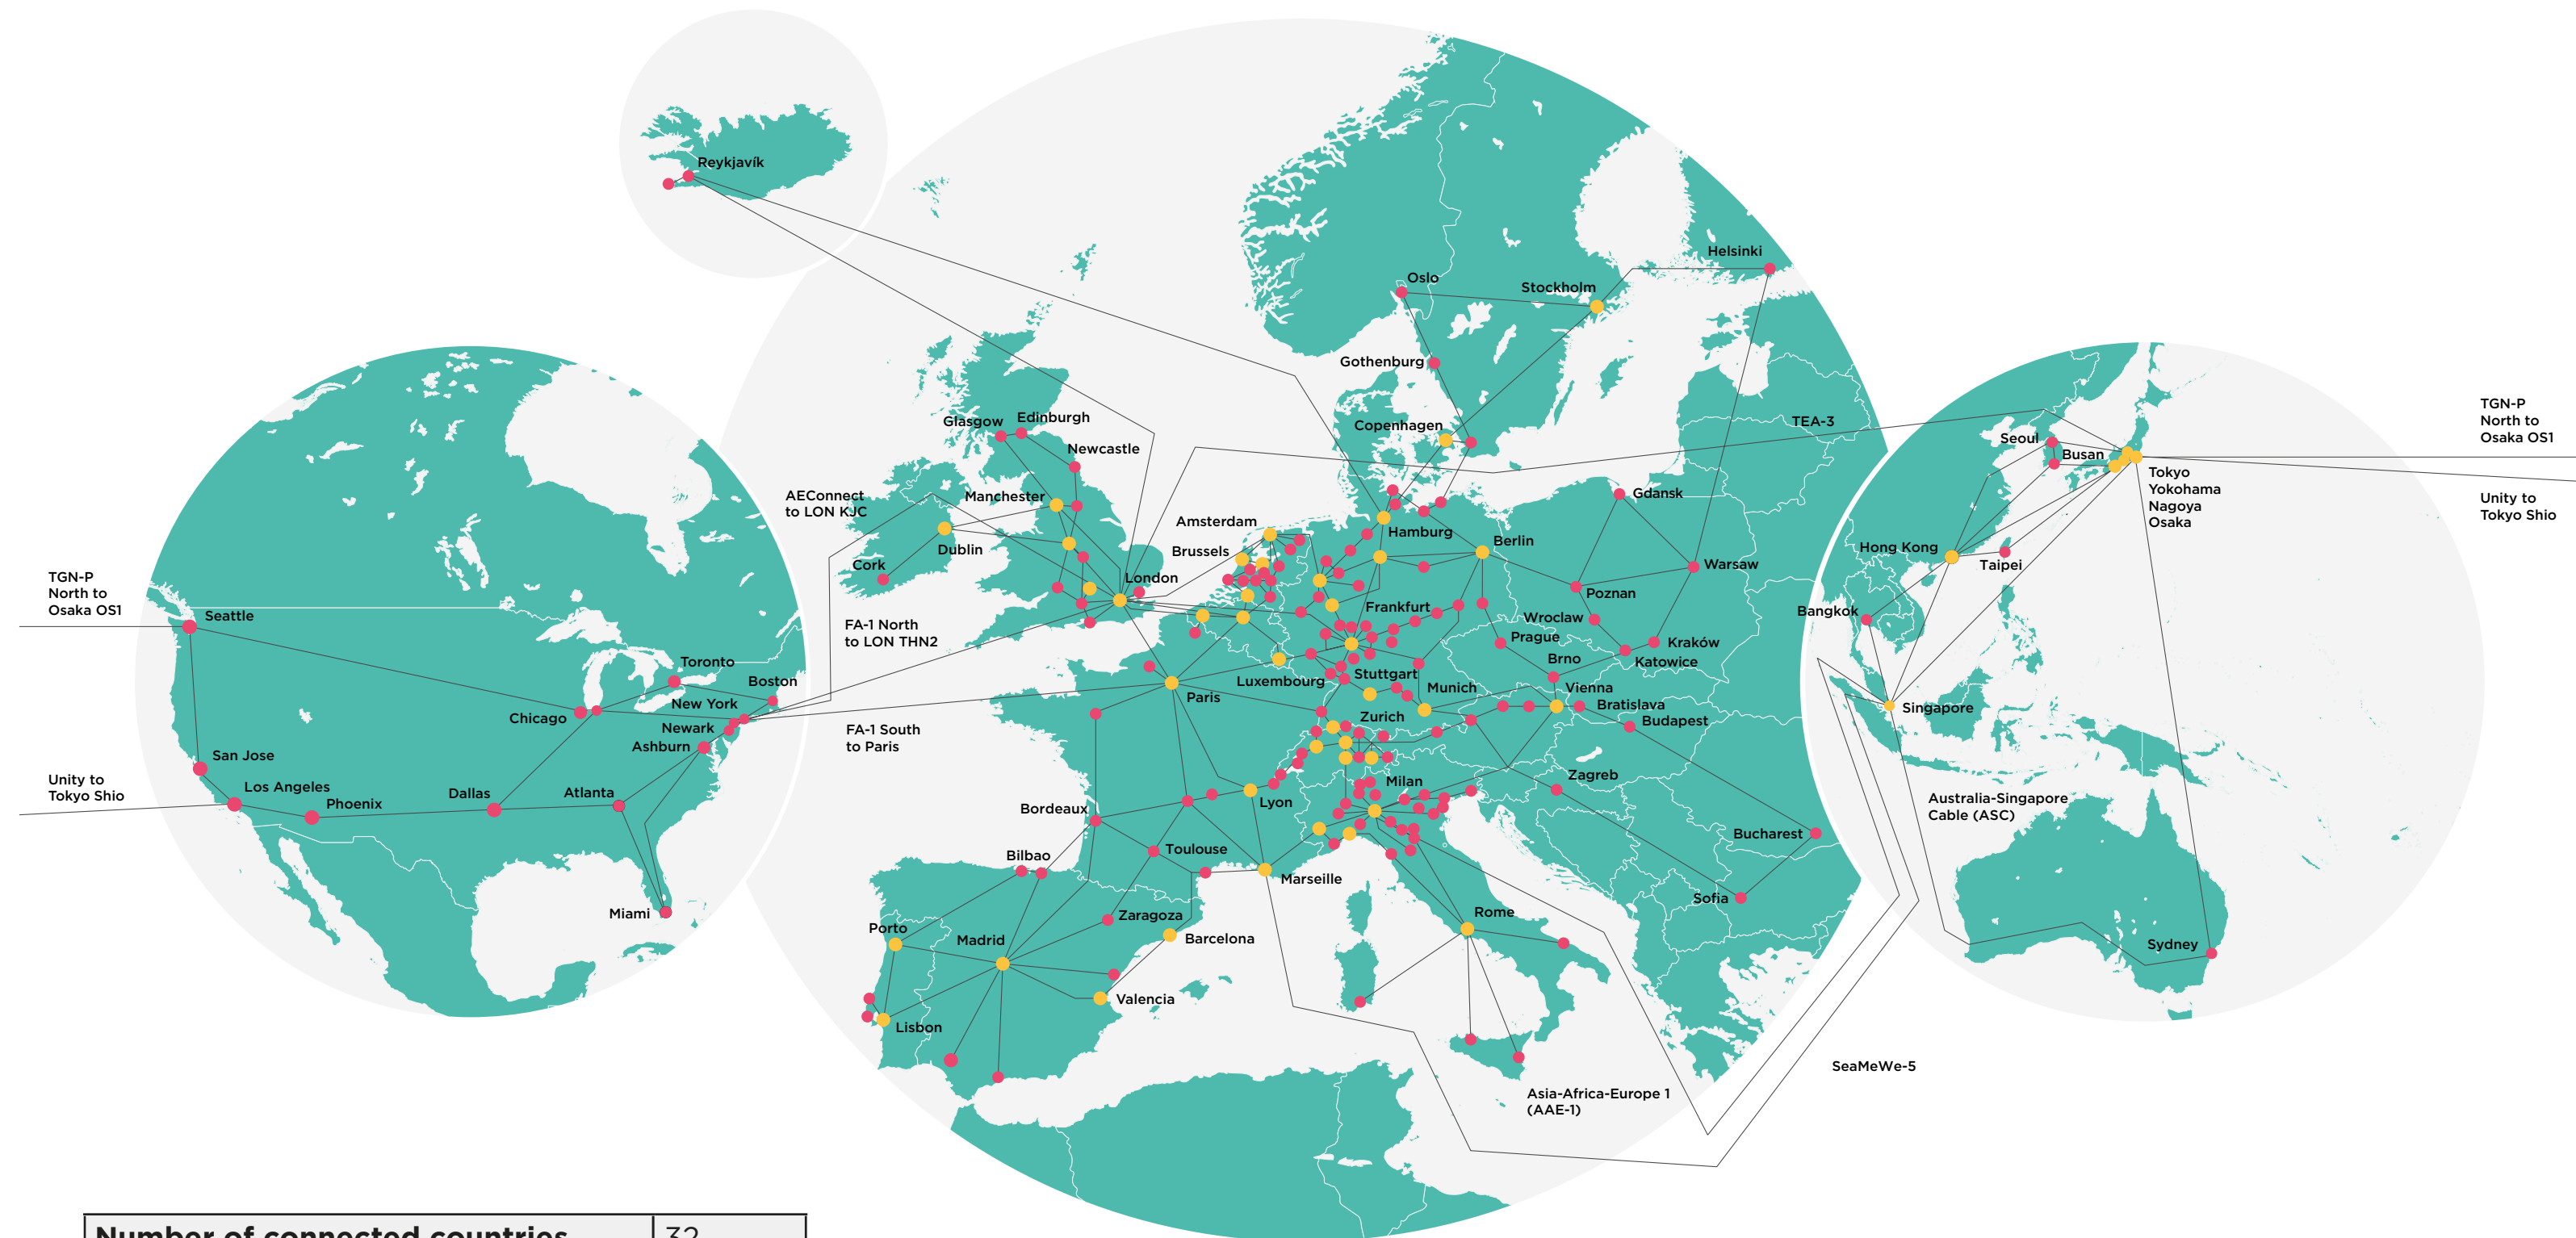 Reykjavík
Helsinki
Oslo
Stockholm
Gothenburg
Copenhagen
TEA-3
TGN-P
North to
Osaka OS1
Seoul
Busan
Tokyo
Yokohama
Nagoya
Osaka
Unity to
Tokyo Shio
Glasgow
Edinburgh
Newcastle
AEConnect
to LON KJC
Manchester
Dublin
Cork
London
Amsterdam
Brussels
Hamburg
Berlin
Gdansk
Warsaw
Poznan
Wroclaw
Frankfurt
Prague
Kraków
Katowice
Brno
Hong Kong
Taipei
Bangkok
Singapore
TGN-P
North to
Osaka OS1
Seattle
Toronto
Boston
New York
Chicago
Newark
Ashburn
San Jose
Los Angeles
Phoenix
Dallas
Atlanta
Miami
Unity to
Tokyo Shio
FA-1 North
to LON THN2
FA-1 South
to Paris
Paris
Luxembourg
Stuttgart
Munich
Vienna
Bratislava
Budapest
Zurich
Zagreb
Milan
Lyon
Bordeaux
Toulouse
Bilbao
Marseille
Bucharest
Sofia
Rome
Zaragoza
Barcelona
Porto
Madrid
Valencia
Lisbon
Australia-Singapore
Cable (ASC)
Sydney
SeaMeWe-5
Asia-Africa-Europe 1
(AAE-1)
Number of connected countries
32